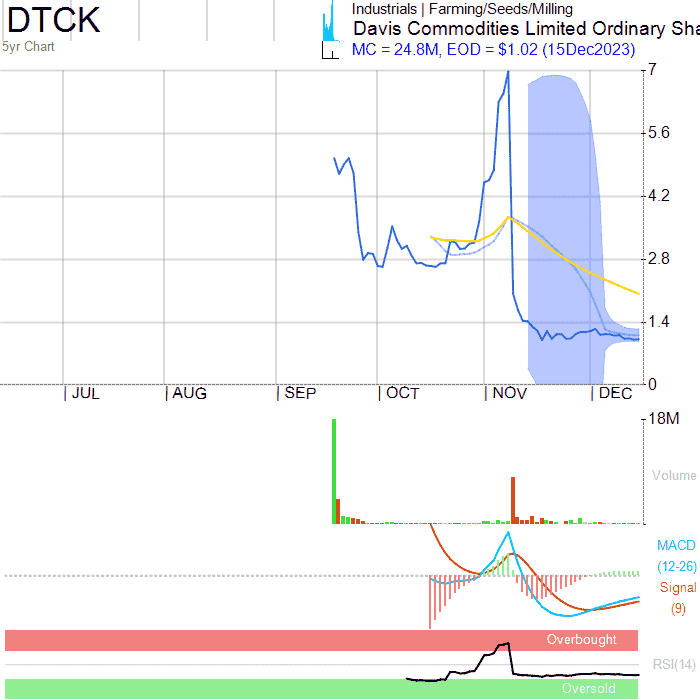 DTCK
5yr Chart
Industrials | Farming/Seeds/Milling
Davis Commodities Limited Ordinary Sha
MC = 24.8M, EOD = $1.02 (15Dec2023)
7
5.6
4.2
2.8
1.4
0
JUL
AUG
SEP
OCT
NOV
DEC
18M
Volume
MACD
(12-26)
Signal
(9)
Overbought
RSI(14)
Oversold